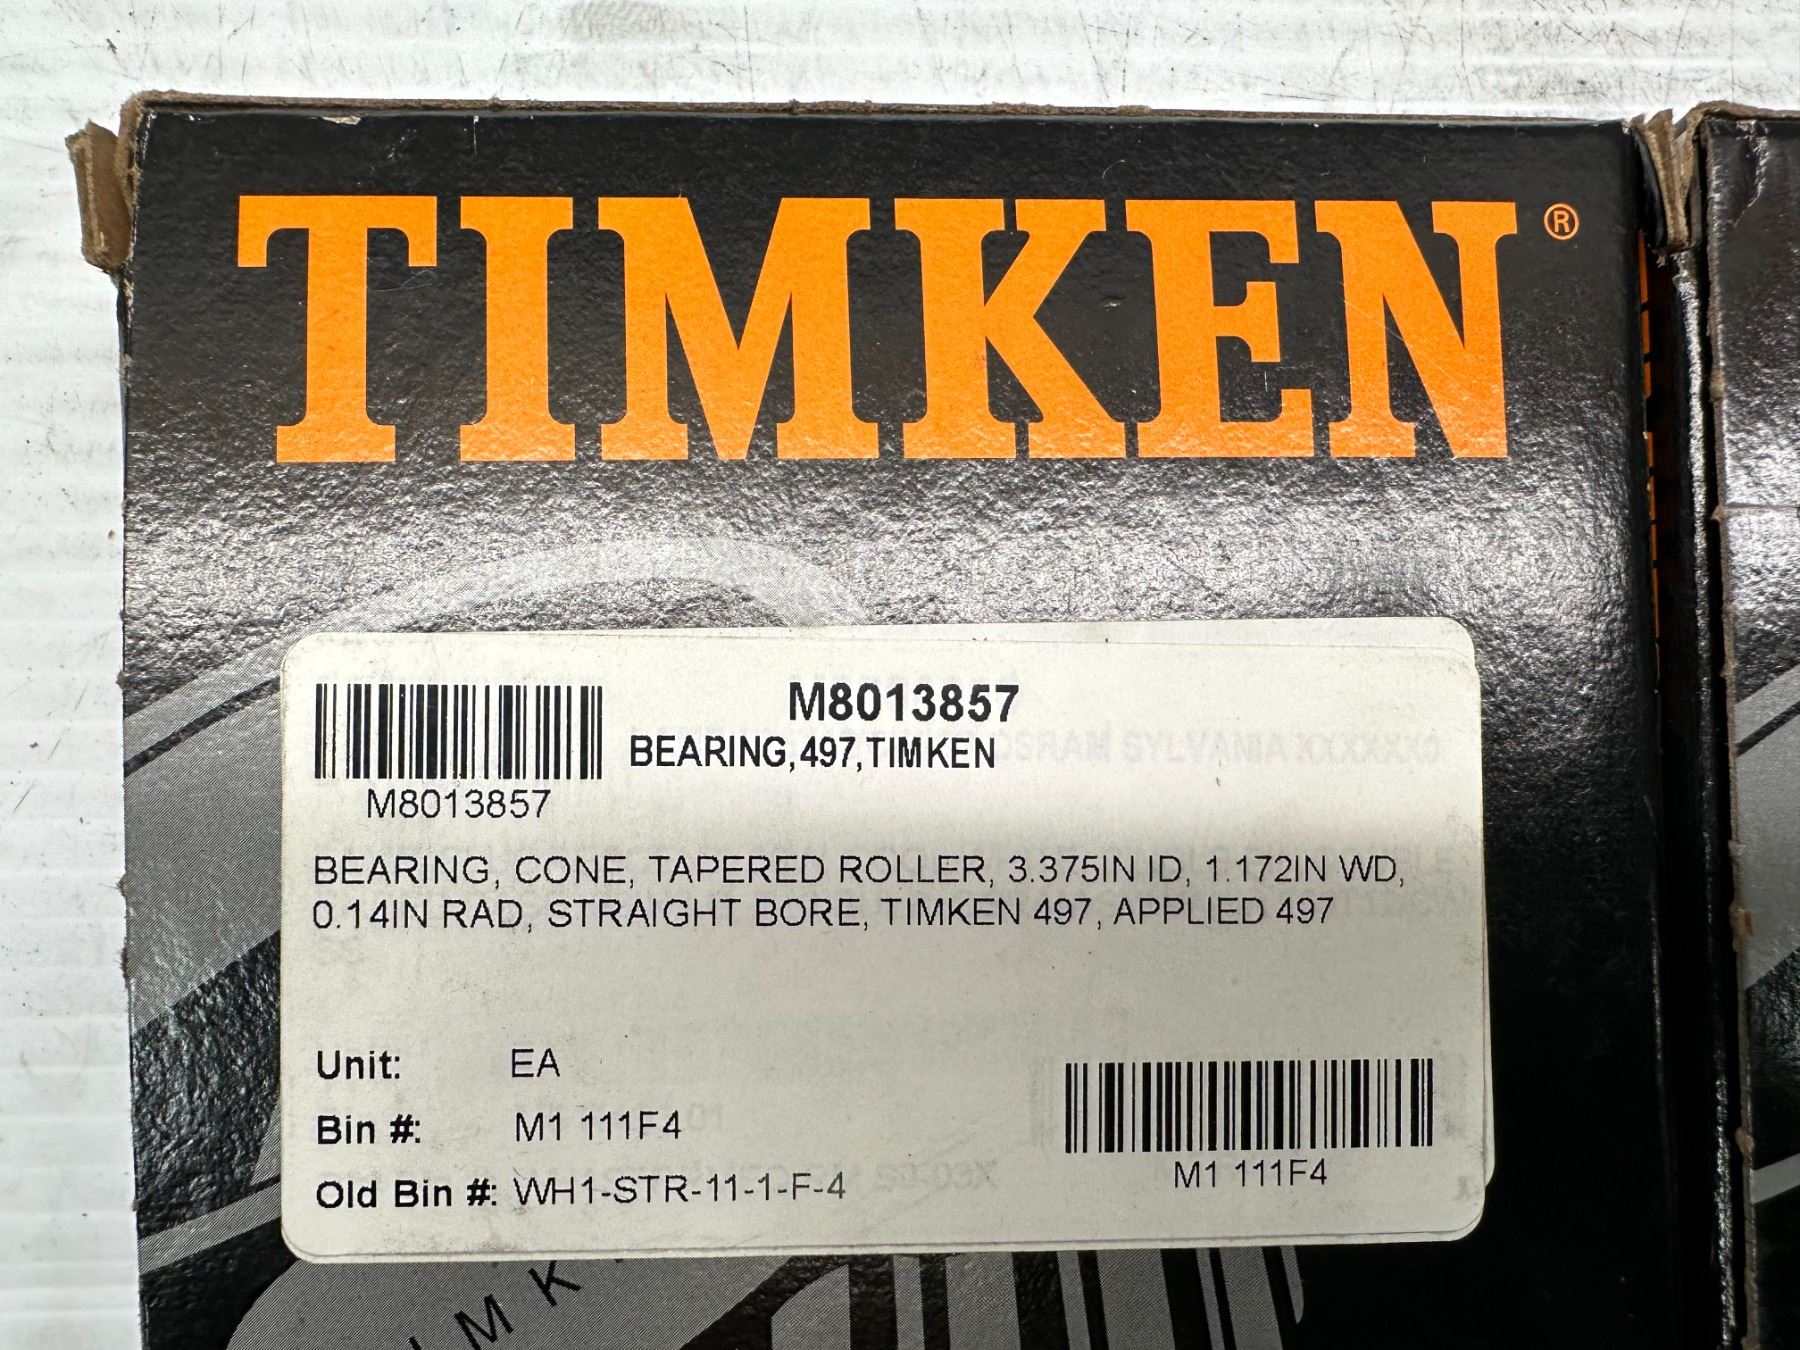 TIMKEN®
M8013857
BEARING,497,TIMKEN
M8013857
BEARING, CONE, TAPERED ROLLER, 3.375IN ID, 1.172IN WD,
0.14IN RAD, STRAIGHT BORE, TIMKEN 497, APPLIED 497
Unit: EA
Bin #: M1 111F4
Old Bin #: WH1-STR-11-1-F-4
M1 111F4
IMK